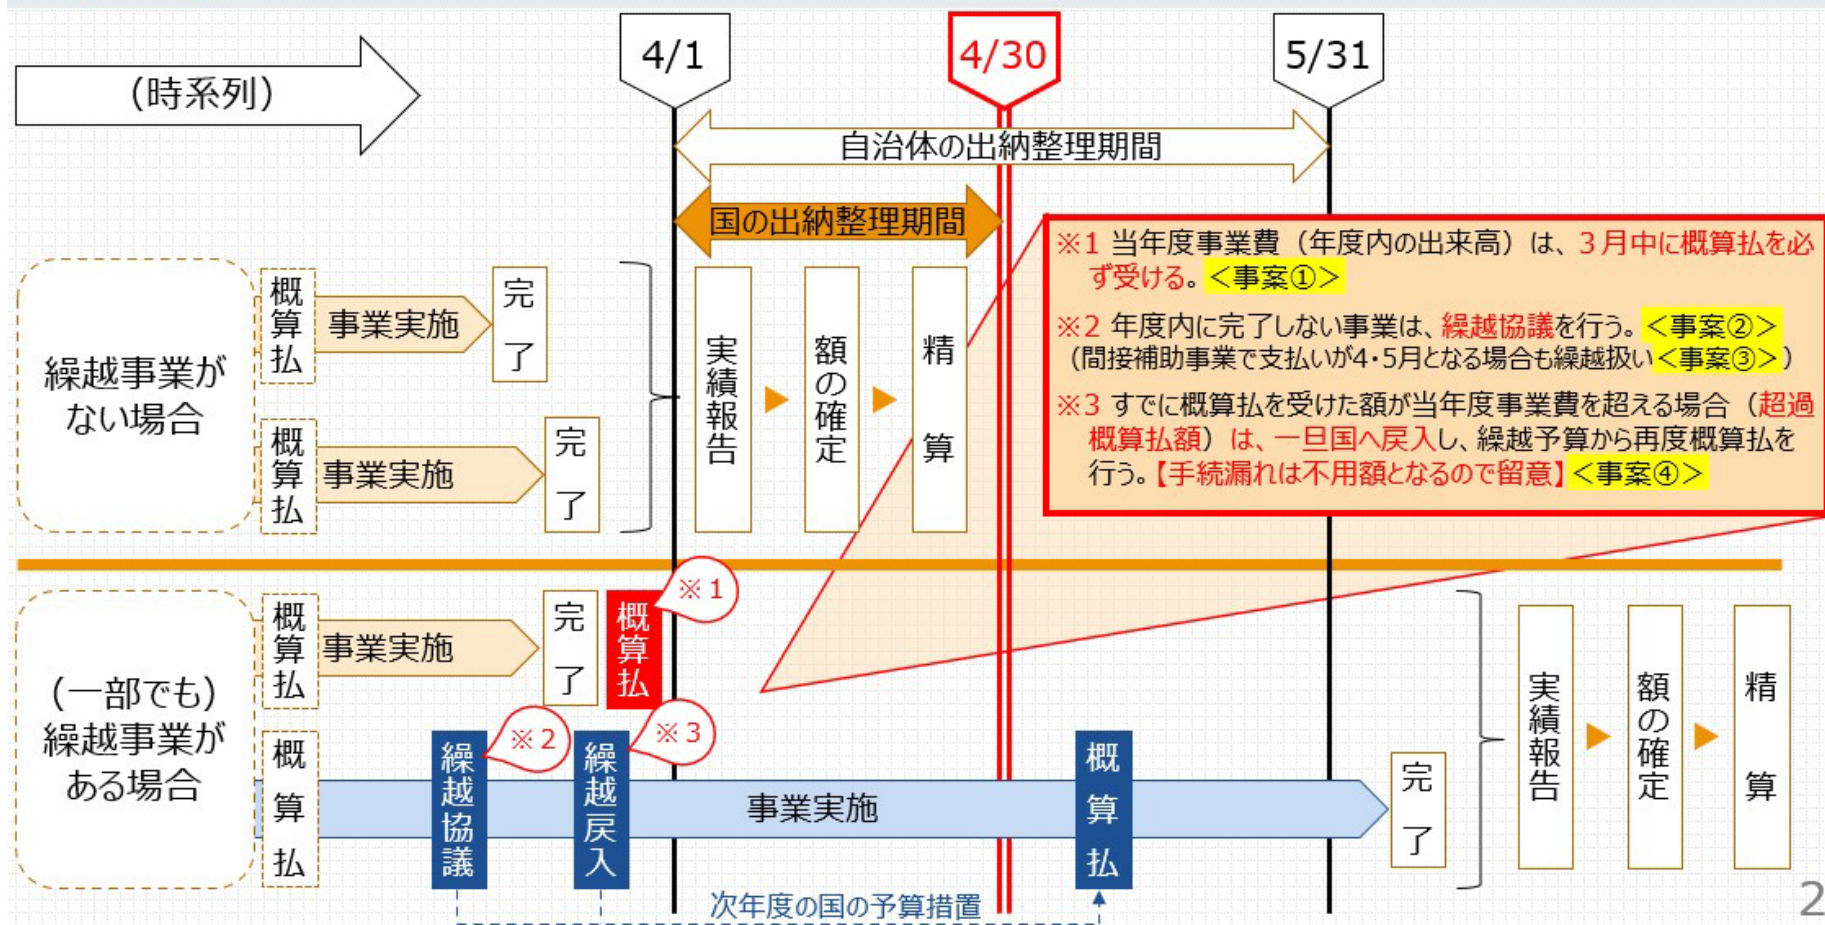 (時系列)
4/1
4/30
5/31
自治体の出納整理期間
国の出納整理期間
※1 当年度事業費(年度内の出来高)は、3月中に概算払を必
ず受ける。<事案①>
※2 年度内に完了しない事業は、繰越協議を行う。<事案②>
(間接補助事業で支払いが4・5月となる場合も繰越扱い<事案③>)
※3 すでに概算払を受けた額が当年度事業費を超える場合(超過
概算払額)は、一旦国へ戻入し、繰越予算から再度概算払を
行う。【手続漏れは不用額となるので留意】<事案④>
繰越事業が
ない場合
概算払
事業実施
完了
概算払
事業実施
完了
実績報告
額の確定
精算
(一部でも)
繰越事業が
ある場合
概算払
事業実施
完了
概算払
※1
概算払
繰越協議
※2
繰越戻入
※3
事業実施
概算払
完了
次年度の国の予算措置
実績報告
額の確定
精算
2